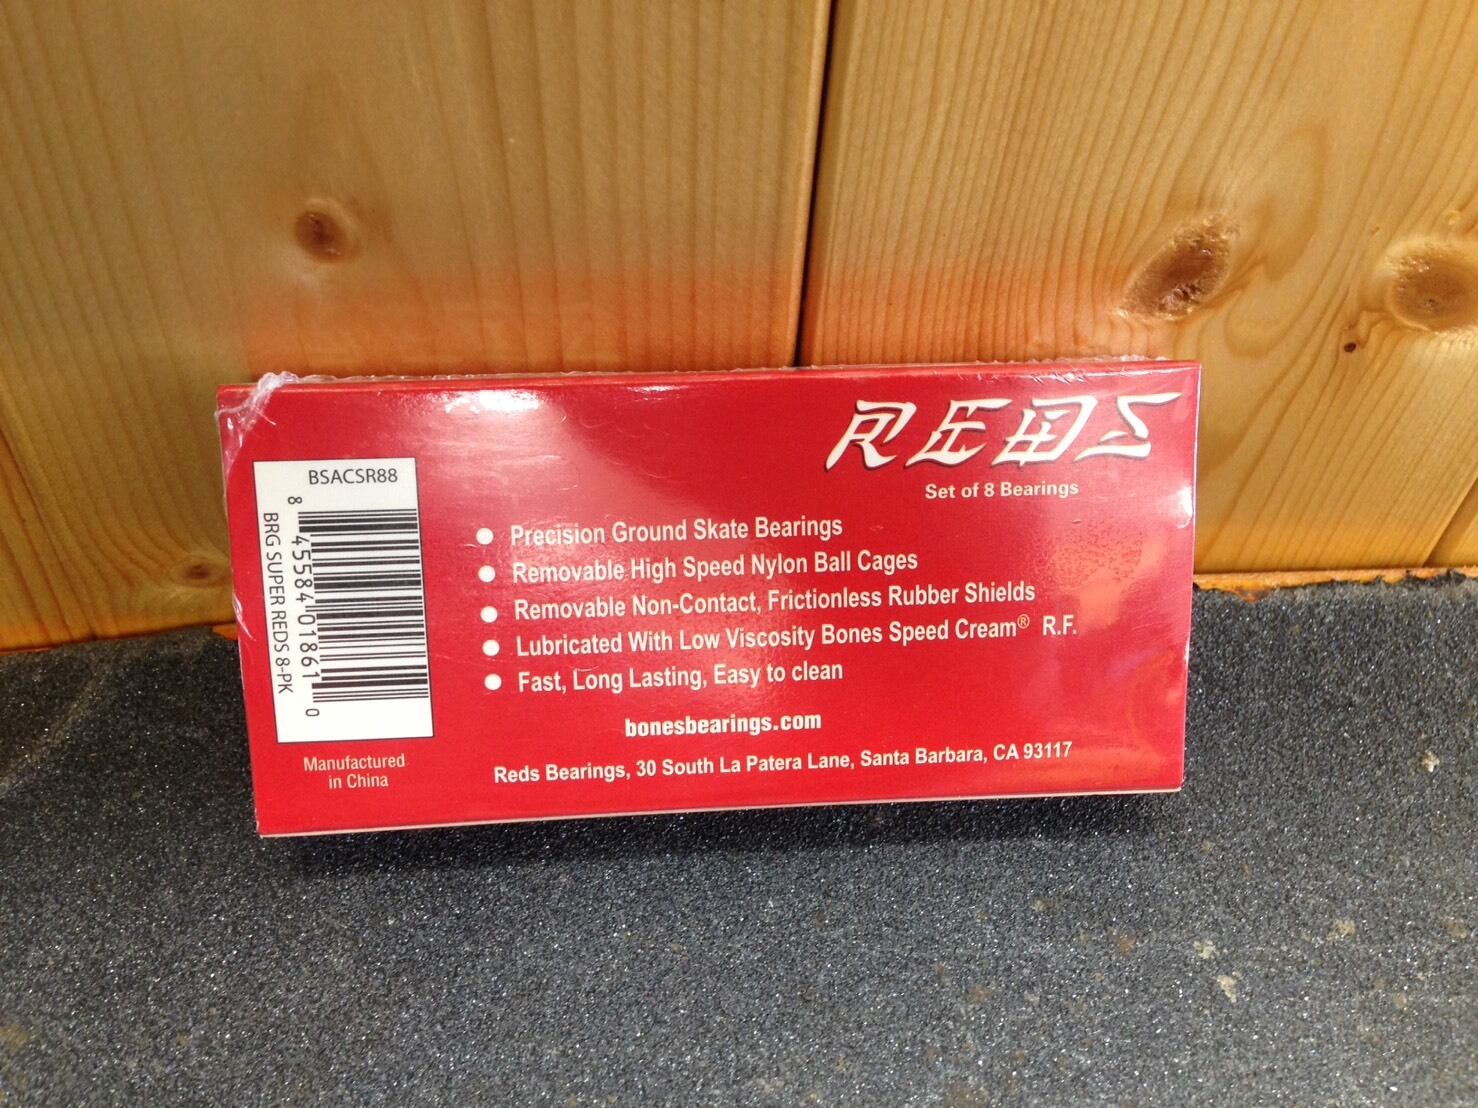 REDS
Set of 8 Bearings
BSACSR88
8 45584 01861 0
BRG SUPER REDS 8-PK
Manufactured
in China
● Precision Ground Skate Bearings
● Removable High Speed Nylon Ball Cages
● Removable Non-Contact, Frictionless Rubber Shields
● Lubricated With Low Viscosity Bones Speed Cream® R.F.
● Fast, Long Lasting, Easy to clean
bonesbearings.com
Reds Bearings, 30 South La Patera Lane, Santa Barbara, CA 93117